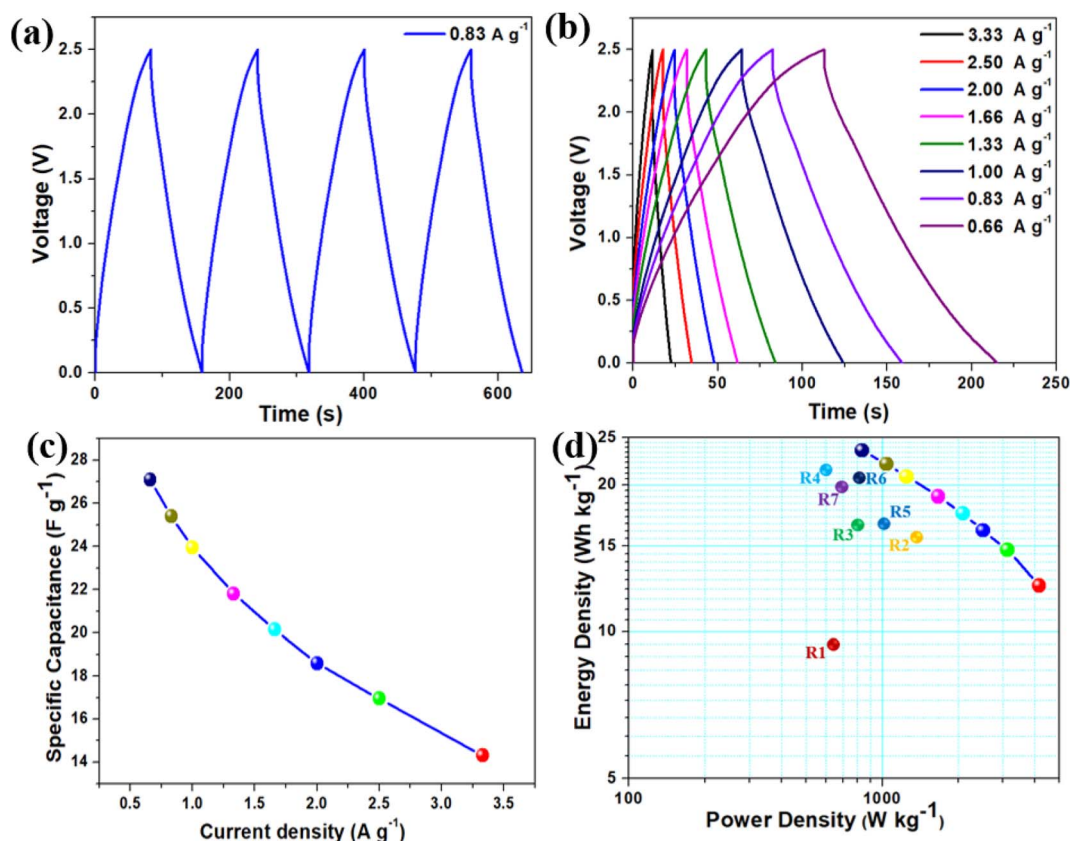 (a)
0.83 A g⁻¹
2.5
2.0
1.5
1.0
0.5
0.0
Voltage (V)
0 200 400 600
Time (s)
(b)
3.33 A g⁻¹
2.50 A g⁻¹
2.00 A g⁻¹
1.66 A g⁻¹
1.33 A g⁻¹
1.00 A g⁻¹
0.83 A g⁻¹
0.66 A g⁻¹
2.5
2.0
1.5
1.0
0.5
0.0
Voltage (V)
0 50 100 150 200 250
Time (s)
(c)
28
26
24
22
20
18
16
14
Specific Capacitance (F g⁻¹)
0.5 1.0 1.5 2.0 2.5 3.0 3.5
Current density (A g⁻¹)
(d)
25
20
15
10
5
Energy Density (Wh kg⁻¹)
R4
R6
R7
R5
R3
R2
R1
100 1000
Power Density (W kg⁻¹)